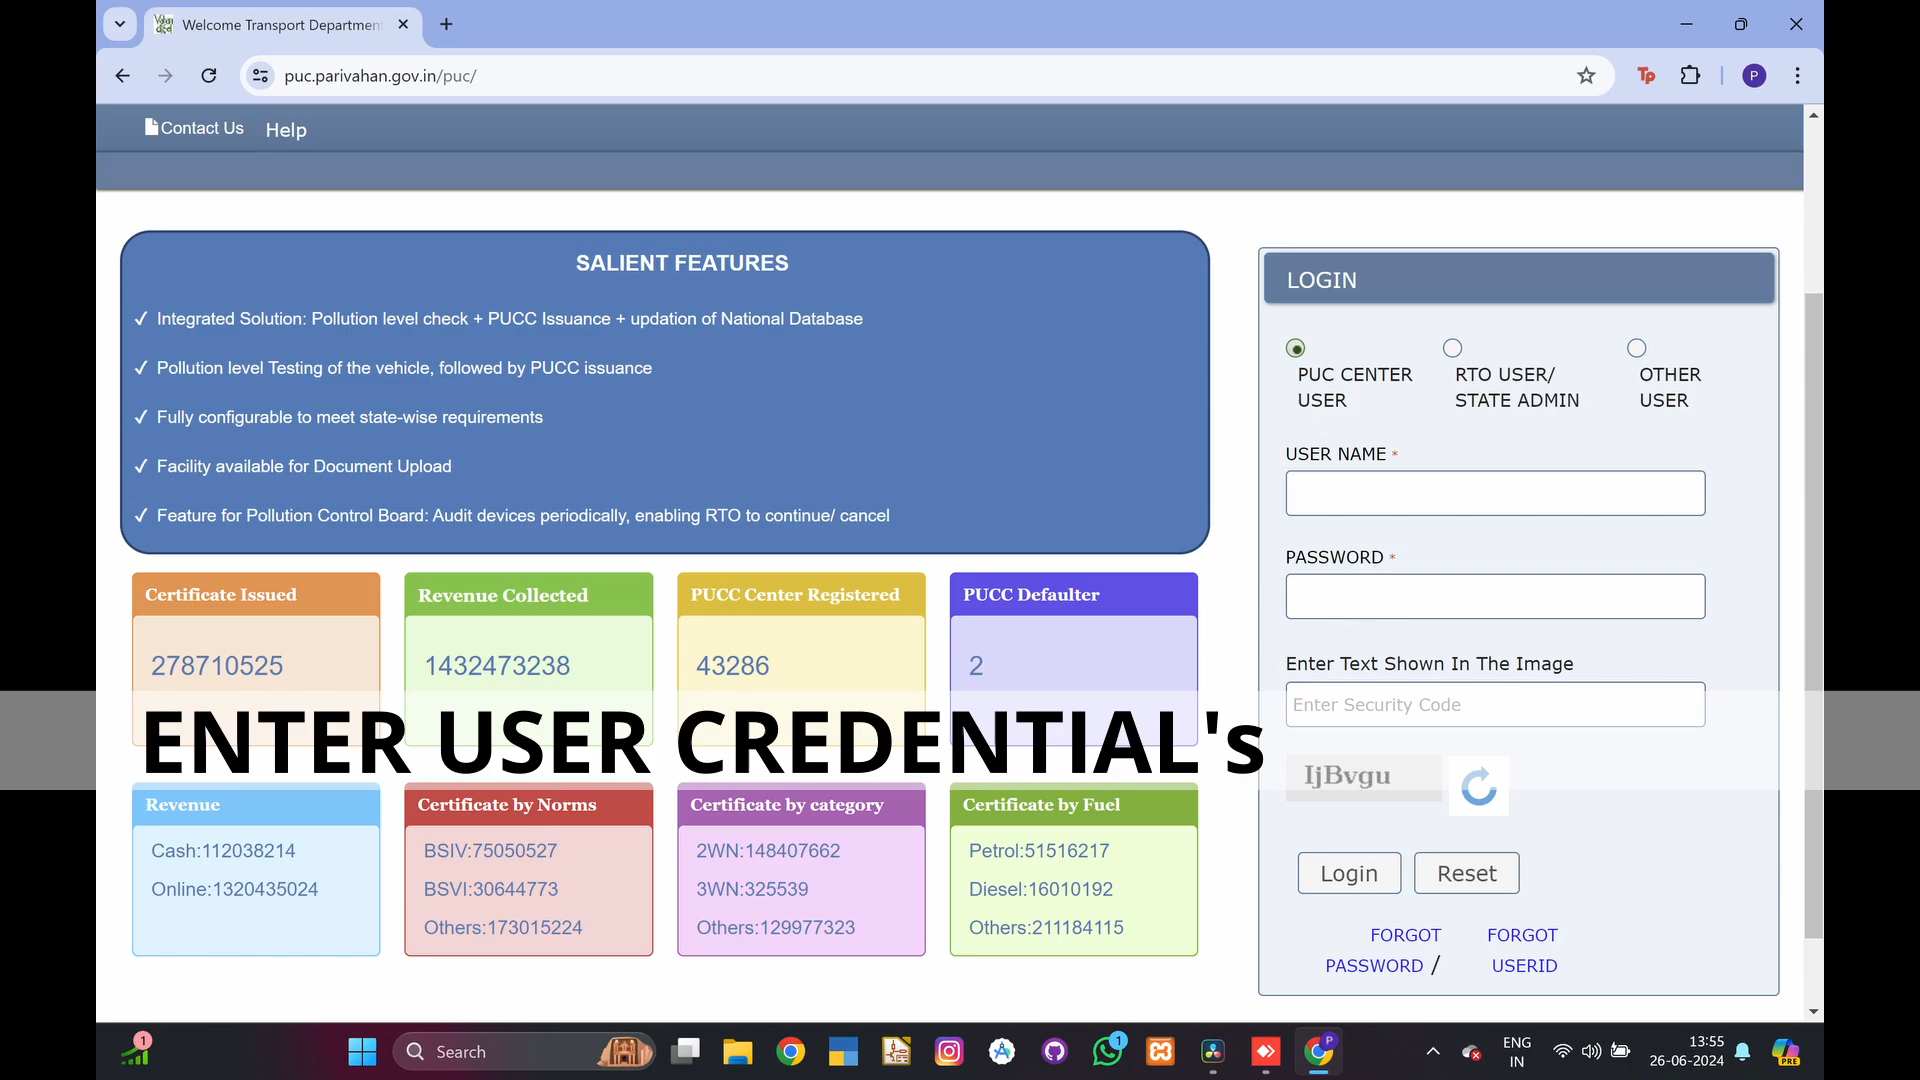 Welcome Transport Departmen
puc.parivahan.gov.in/puc/
Tp
P
Contact Us
Help
SALIENT FEATURES
✓ Integrated Solution: Pollution level check + PUCC Issuance + updation of National Database
✓ Pollution level Testing of the vehicle, followed by PUCC issuance
✓ Fully configurable to meet state-wise requirements
✓ Facility available for Document Upload
✓ Feature for Pollution Control Board: Audit devices periodically, enabling RTO to continue/ cancel
Certificate Issued
278710525
Revenue Collected
1432473238
PUCC Center Registered
43286
PUCC Defaulter
2
ENTER USER CREDENTIAL's
Revenue
Cash:112038214
Online:1320435024
Certificate by Norms
BSIV:75050527
BSVI:30644773
Others:173015224
Certificate by category
2WN:148407662
3WN:325539
Others:129977323
Certificate by Fuel
Petrol:51516217
Diesel:16010192
Others:211184115
LOGIN
PUC CENTER
USER
RTO USER/
STATE ADMIN
OTHER
USER
USER NAME *
PASSWORD *
Enter Text Shown In The Image
Enter Security Code
IjBvgu
Login
Reset
FORGOT
PASSWORD /
FORGOT
USERID
1
Search
1
P
ENG
IN
13:55
26-06-2024
PRE